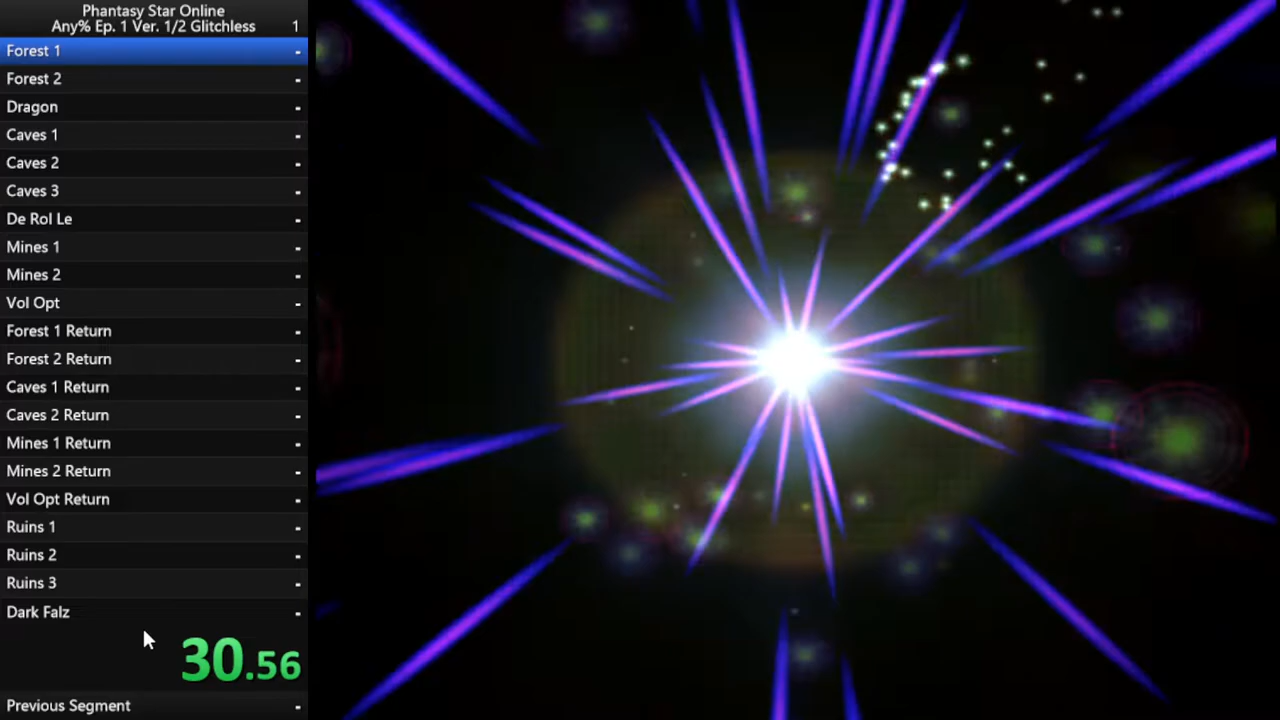 Phantasy Star Online
Any% Ep. 1 Ver. 1/2 Glitchless 1
Forest 1 -
Forest 2 -
Dragon -
Caves 1 -
Caves 2 -
Caves 3 -
De Rol Le -
Mines 1 -
Mines 2 -
Vol Opt -
Forest 1 Return -
Forest 2 Return -
Caves 1 Return -
Caves 2 Return -
Mines 1 Return -
Mines 2 Return -
Vol Opt Return -
Ruins 1 -
Ruins 2 -
Ruins 3 -
Dark Falz -
30.56
Previous Segment -